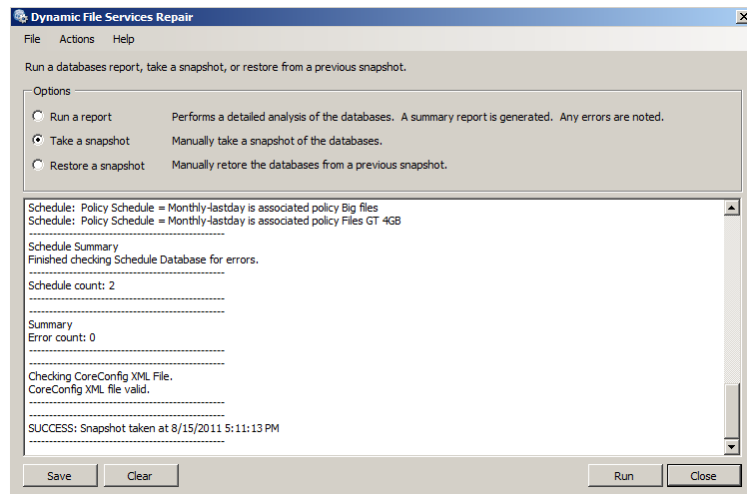 Dynamic File Services Repair
File Actions Help
Run a databases report, take a snapshot, or restore from a previous snapshot.
Options
Run a report Performs a detailed analysis of the databases. A summary report is generated. Any errors are noted.
Take a snapshot Manually take a snapshot of the databases.
Restore a snapshot Manually retore the databases from a previous snapshot.
Schedule: Policy Schedule = Monthly-lastday is associated policy Big files
Schedule: Policy Schedule = Monthly-lastday is associated policy Files GT 4GB
-------------------------------------------------
Schedule Summary
Finished checking Schedule Database for errors.
-------------------------------------------------
Schedule count: 2
-------------------------------------------------
-------------------------------------------------
Summary
Error count: 0
-------------------------------------------------
-------------------------------------------------
Checking CoreConfig XML File.
CoreConfig XML file valid.
-------------------------------------------------
-------------------------------------------------
SUCCESS: Snapshot taken at 8/15/2011 5:11:13 PM
-------------------------------------------------
Save Clear Run Close